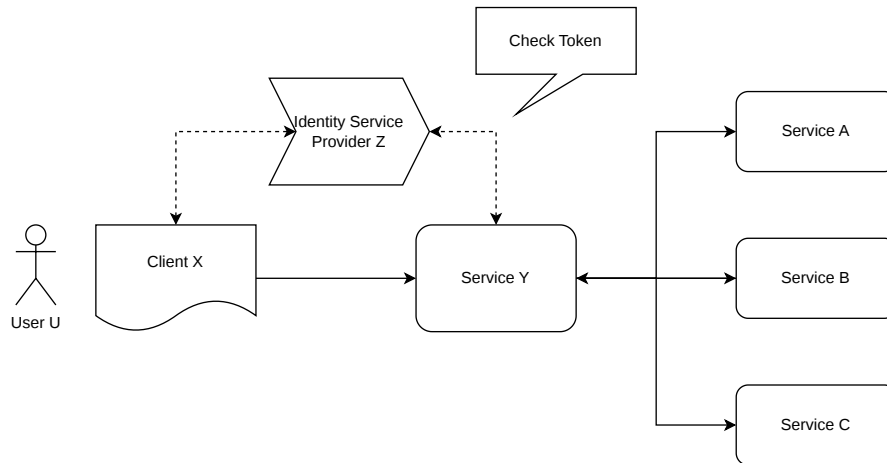 Check Token
Identity Service
Provider Z
Service A
Client X
Service Y
Service B
User U
Service C